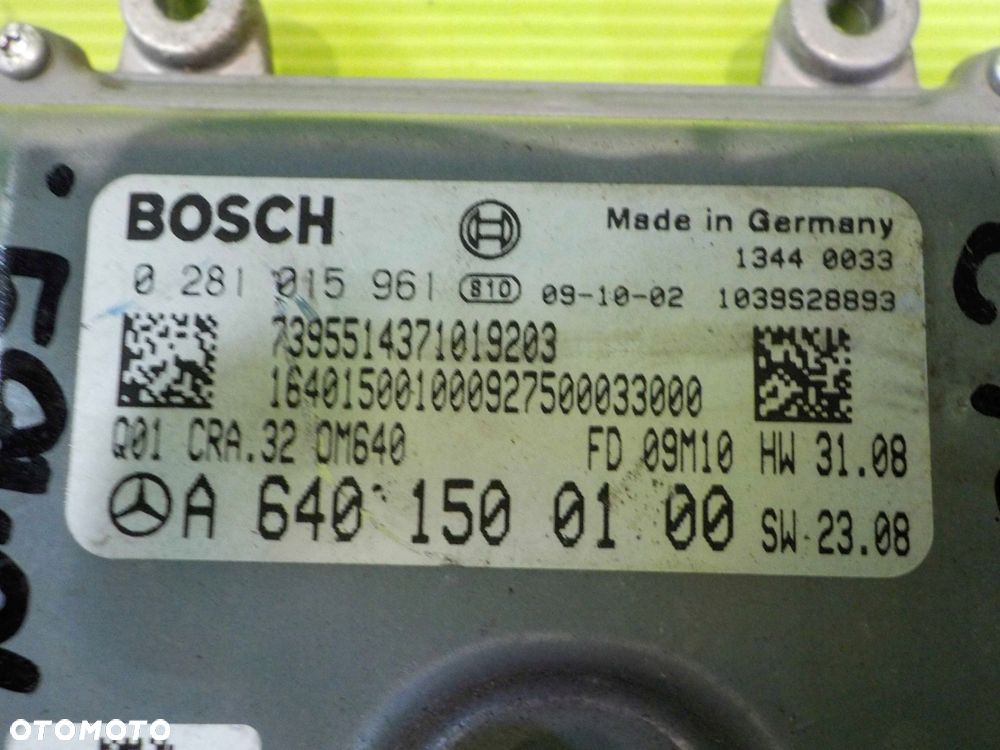 BOSCH
Made in Germany
1344 0033
0 281 015 961 810 09-10-02 1039S28893
7395514371019203
1640150010000927500033000
Q01 CRA.32 OM640 FD 09M10 HW 31.08
A 640 150 01 00 SW 23.08
OTOMOTO